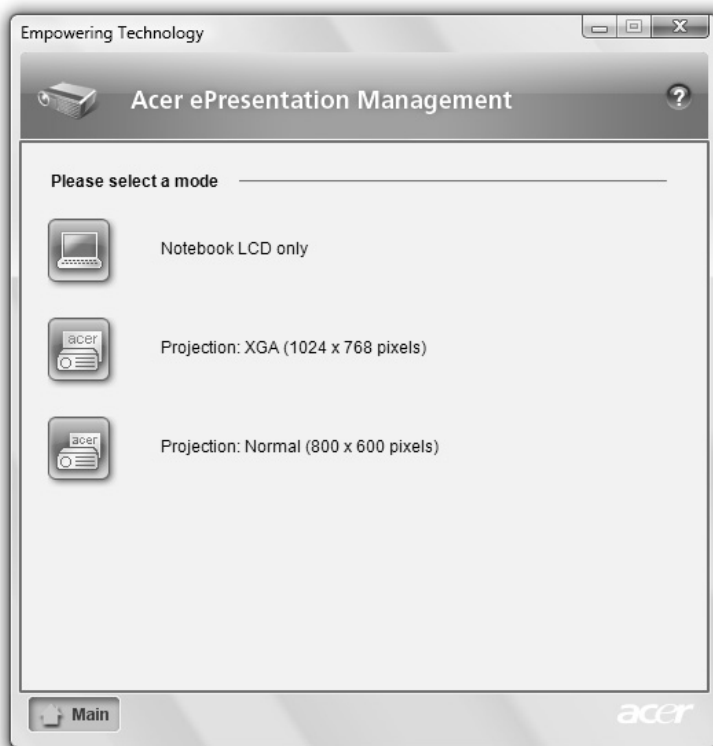 Empowering Technology
Acer ePresentation Management
?
Please select a mode
Notebook LCD only
acer
Projection: XGA (1024 x 768 pixels)
acer
Projection: Normal (800 x 600 pixels)
Main
acer